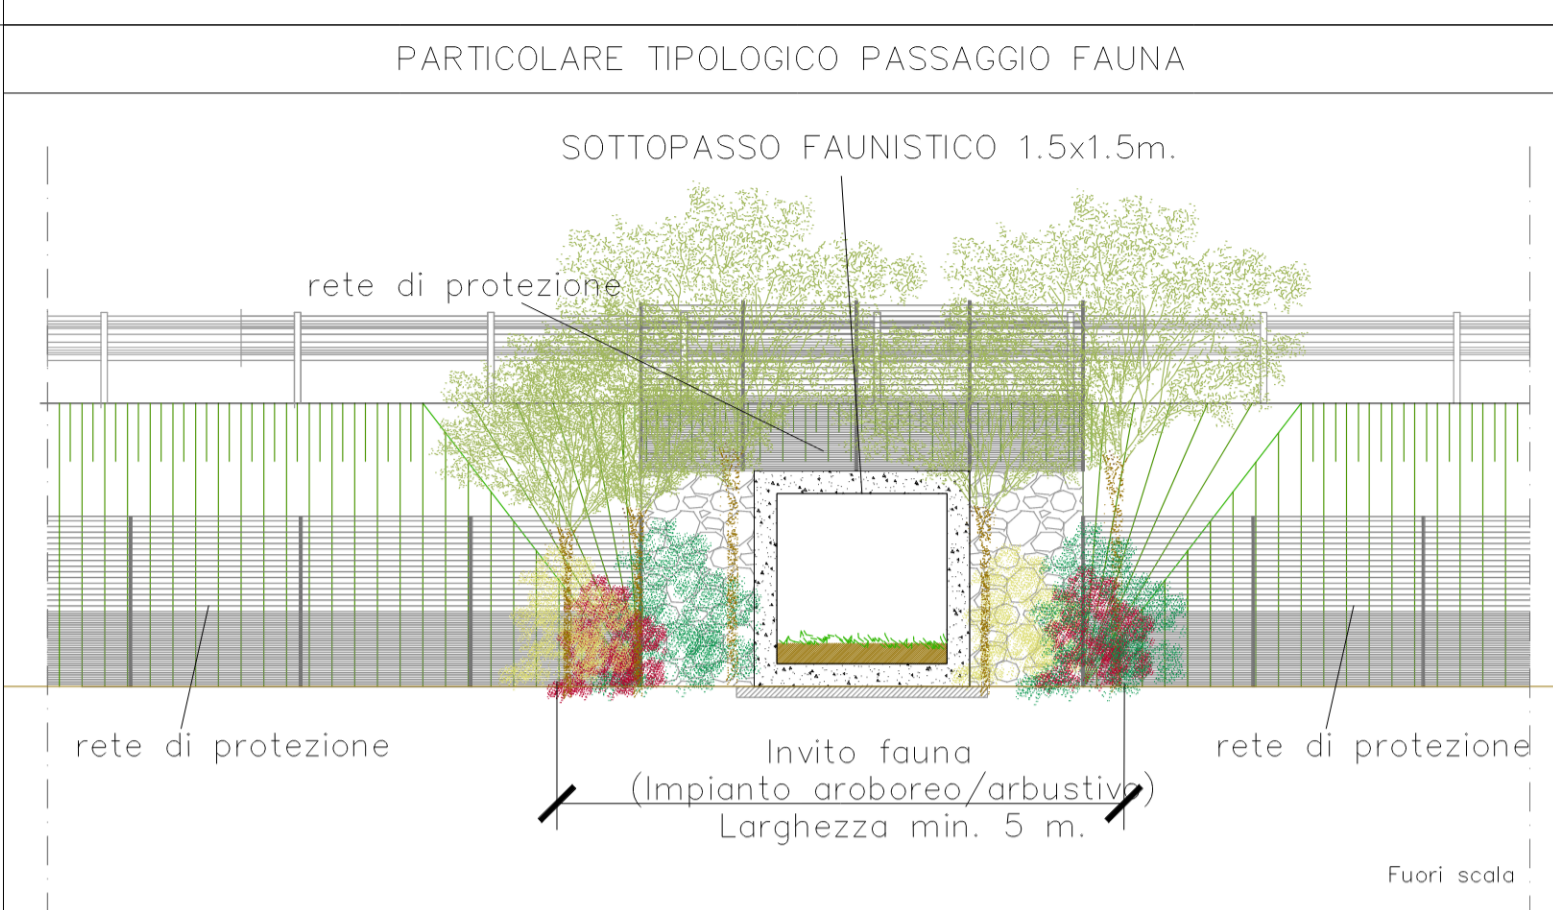 PARTICOLARE TIPOLOGICO PASSAGGIO FAUNA
SOTTOPASSO FAUNISTICO 1.5x1.5m.
rete di protezione
rete di protezione
Invito fauna
(Impianto aroboreo/arbustivo)
Larghezza min. 5 m.
rete di protezione
Fuori scala